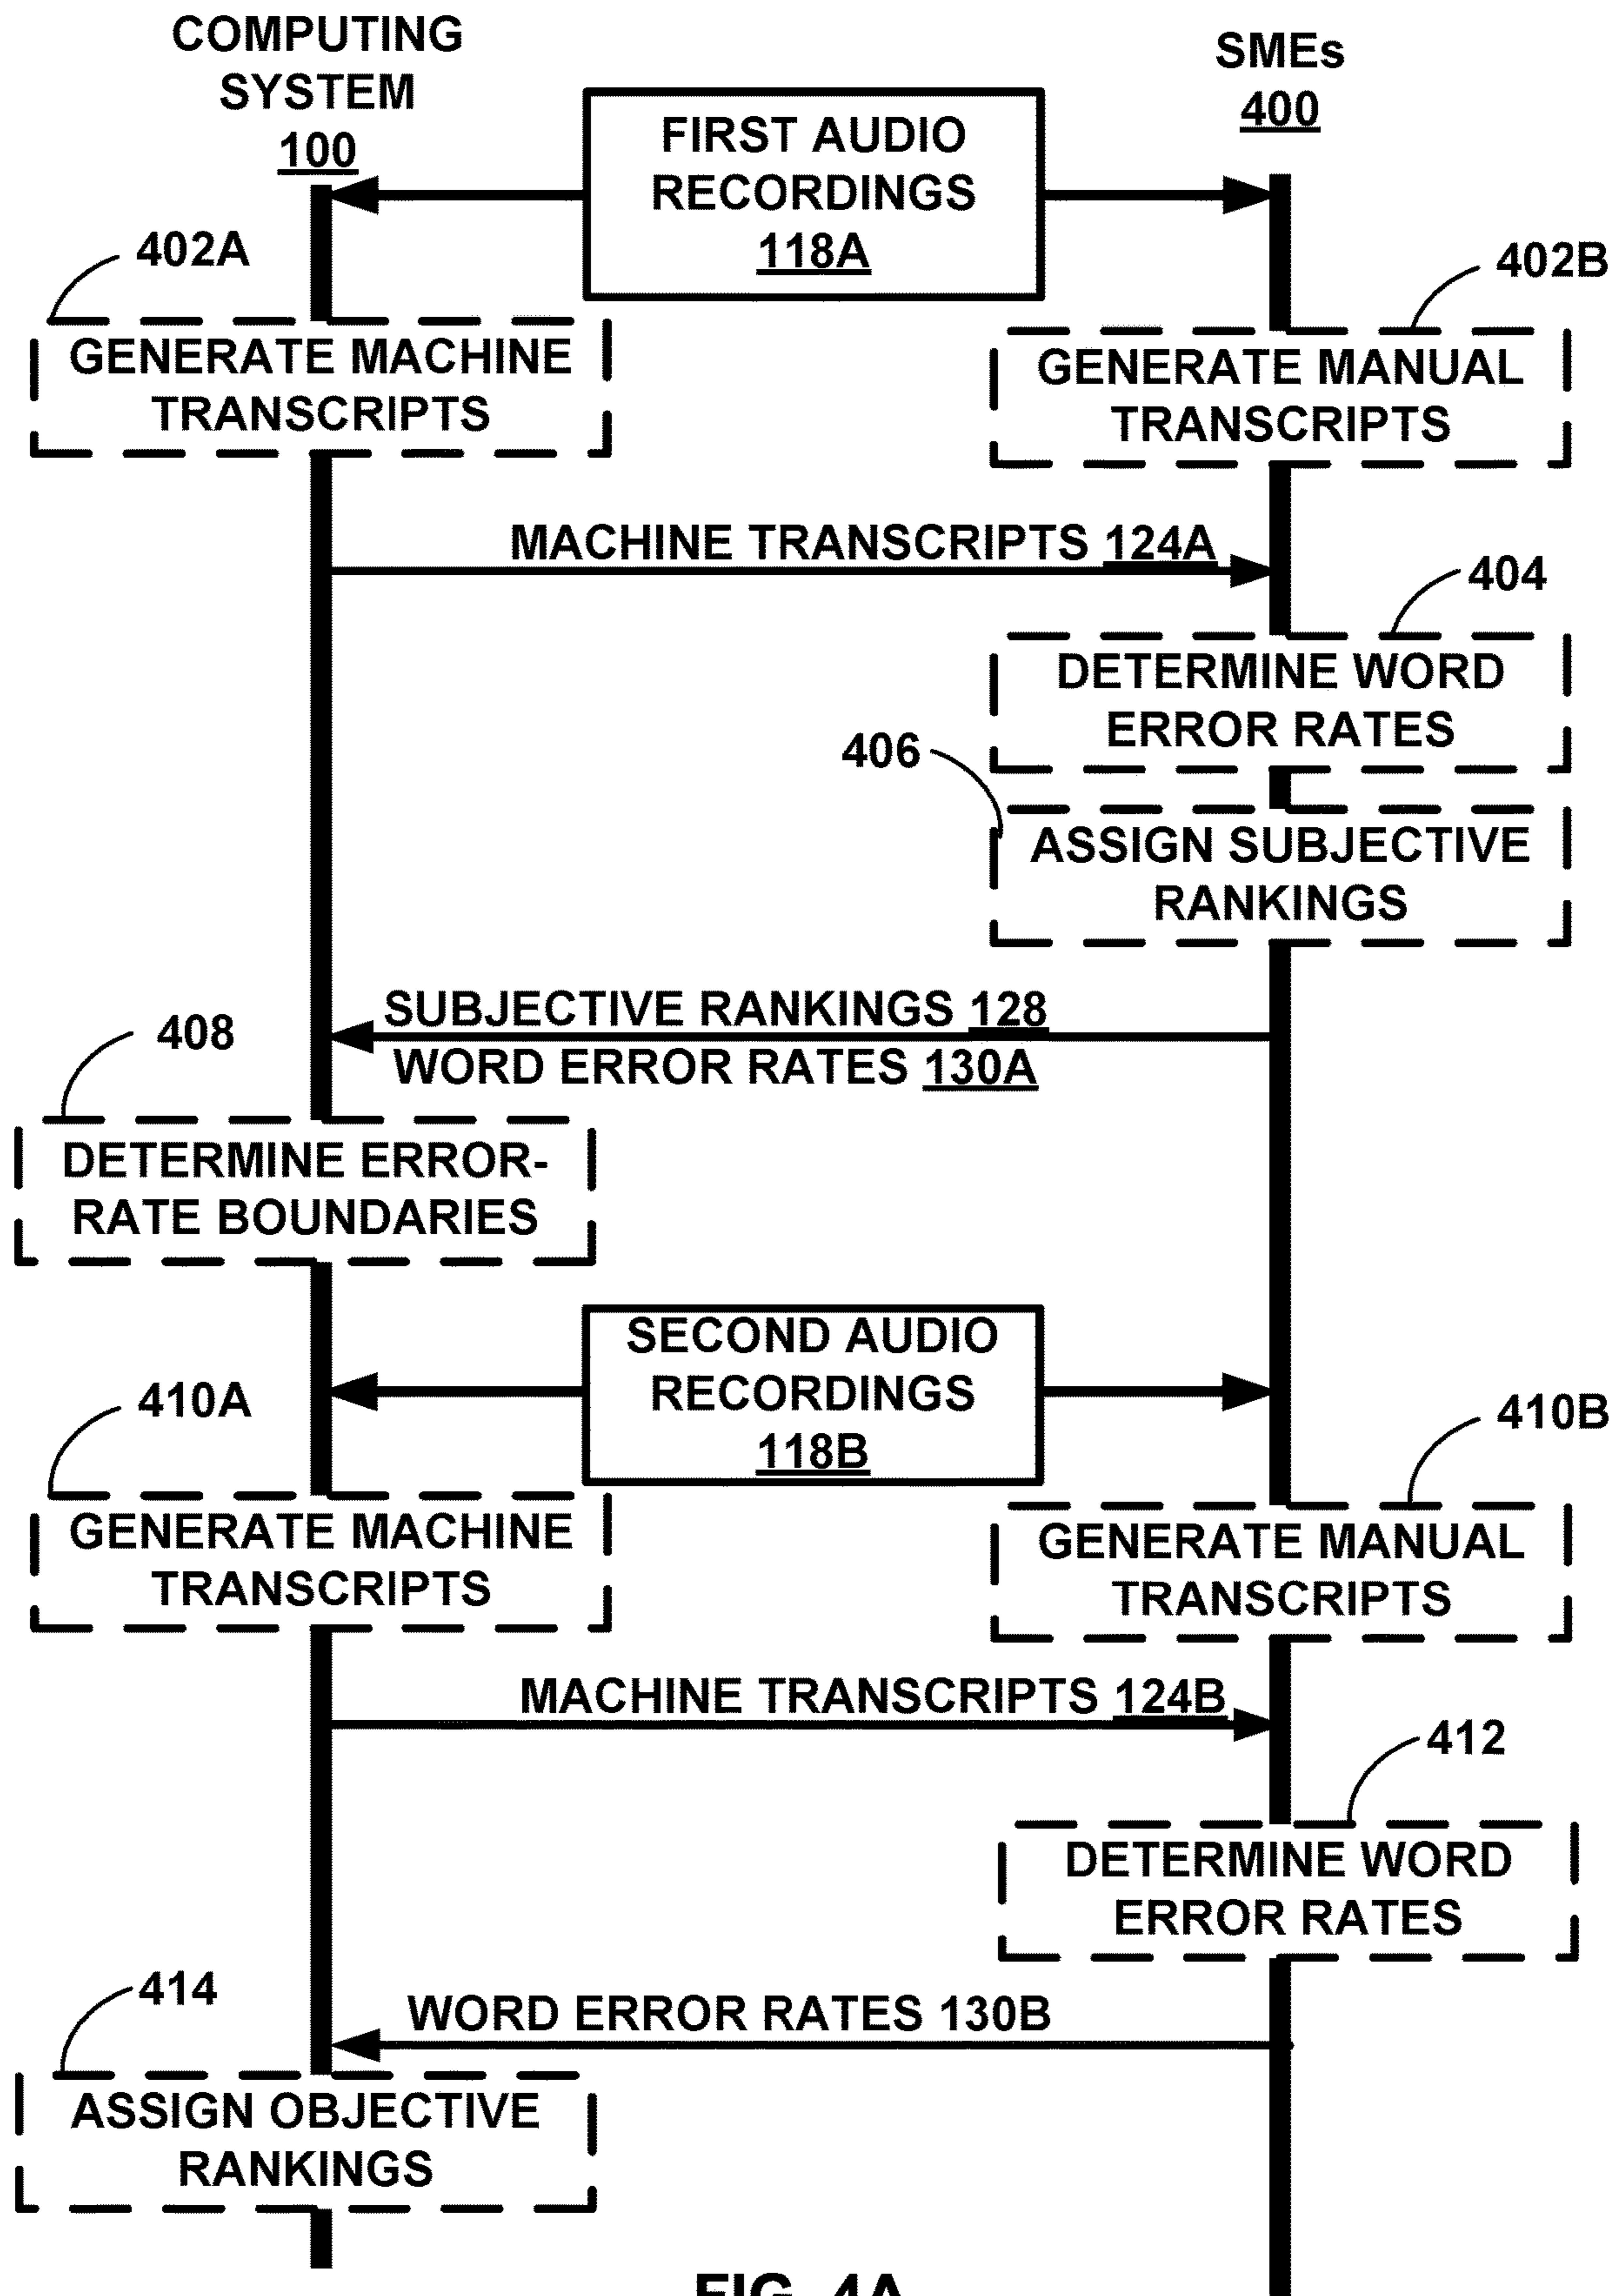 COMPUTING
SYSTEM
100
SMEs
400
FIRST AUDIO
RECORDINGS
118A
402A
402B
GENERATE MACHINE
TRANSCRIPTS
GENERATE MANUAL
TRANSCRIPTS
MACHINE TRANSCRIPTS 124A
404
DETERMINE WORD
ERROR RATES
406
ASSIGN SUBJECTIVE
RANKINGS
SUBJECTIVE RANKINGS 128
WORD ERROR RATES 130A
408
DETERMINE ERROR-
RATE BOUNDARIES
SECOND AUDIO
RECORDINGS
118B
410A
410B
GENERATE MACHINE
TRANSCRIPTS
GENERATE MANUAL
TRANSCRIPTS
MACHINE TRANSCRIPTS 124B
412
DETERMINE WORD
ERROR RATES
414
WORD ERROR RATES 130B
ASSIGN OBJECTIVE
RANKINGS
FIG. 4A